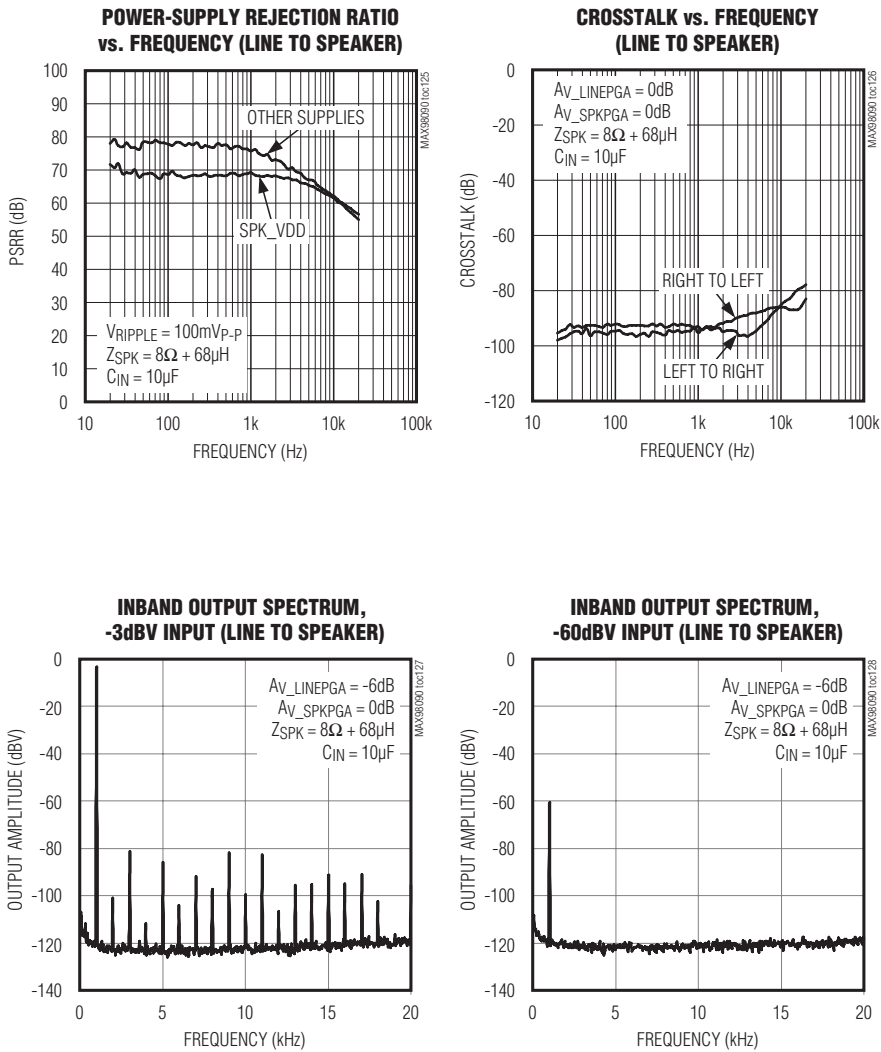 POWER-SUPPLY REJECTION RATIO
vs. FREQUENCY (LINE TO SPEAKER)
PSRR (dB)
100
90
80
70
60
50
40
30
20
10
0
OTHER SUPPLIES
SPK_VDD
VRIPPLE = 100mVP-P
ZSPK = 8Ω + 68µH
CIN = 10µF
10
100
1k
10k
100k
FREQUENCY (Hz)
MAX98090 toc125
CROSSTALK vs. FREQUENCY
(LINE TO SPEAKER)
CROSSTALK (dB)
0
-20
-40
-60
-80
-100
-120
AV_LINEPGA = 0dB
AV_SPKPGA = 0dB
ZSPK = 8Ω + 68µH
CIN = 10µF
RIGHT TO LEFT
LEFT TO RIGHT
10
100
1k
10k
100k
FREQUENCY (Hz)
MAX98090 toc126
INBAND OUTPUT SPECTRUM,
-3dBV INPUT (LINE TO SPEAKER)
OUTPUT AMPLITUDE (dBV)
0
-20
-40
-60
-80
-100
-120
-140
AV_LINEPGA = -6dB
AV_SPKPGA = 0dB
ZSPK = 8Ω + 68µH
CIN = 10µF
0
5
10
15
20
FREQUENCY (kHz)
MAX98090 toc127
INBAND OUTPUT SPECTRUM,
-60dBV INPUT (LINE TO SPEAKER)
OUTPUT AMPLITUDE (dBV)
0
-20
-40
-60
-80
-100
-120
-140
AV_LINEPGA = -6dB
AV_SPKPGA = 0dB
ZSPK = 8Ω + 68µH
CIN = 10µF
0
5
10
15
20
FREQUENCY (kHz)
MAX98090 toc128